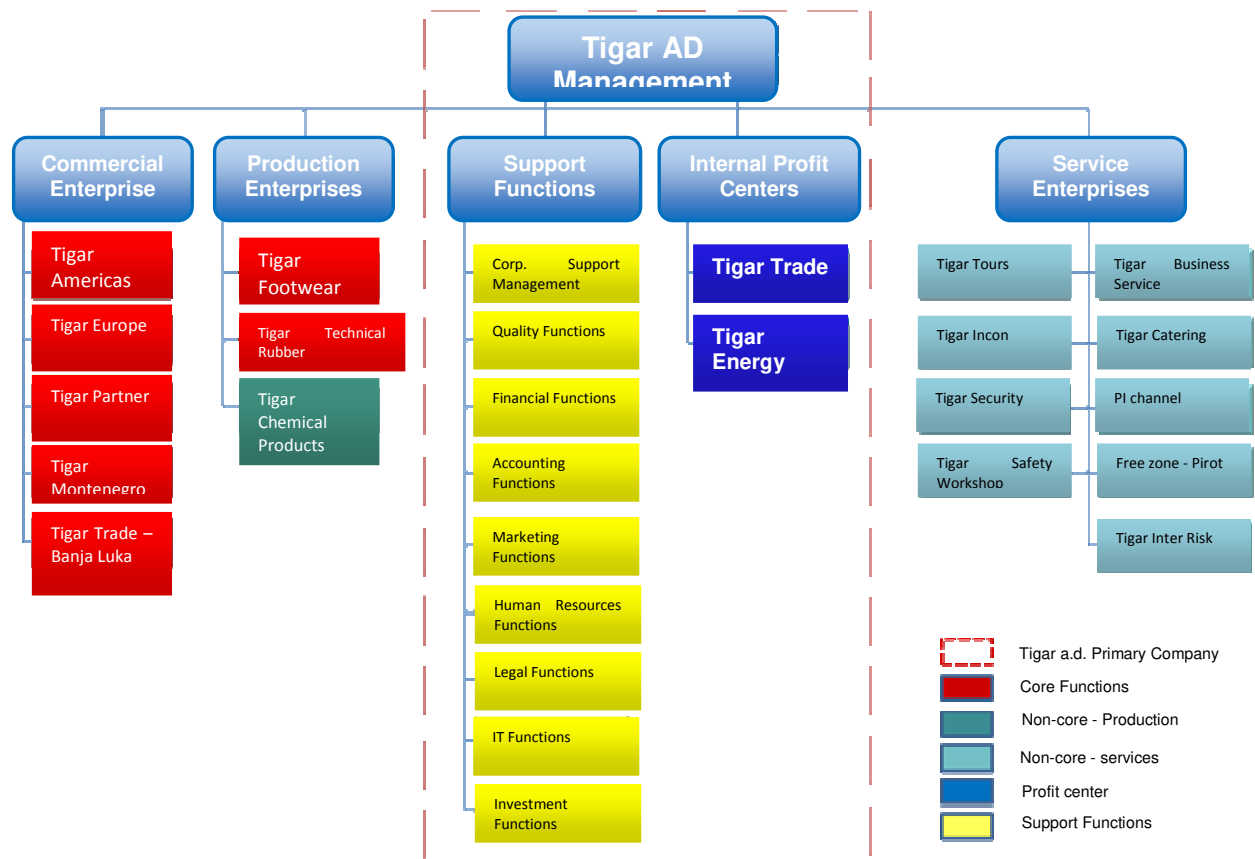 Tigar AD
Management
Commercial
Enterprise
Production
Enterprises
Support
Functions
Internal Profit
Centers
Service
Enterprises
Tigar
Americas
Tigar Europe
Tigar Partner
Tigar
Montenegro
Tigar Trade –
Banja Luka
Tigar
Footwear
Tigar Technical
Rubber
Tigar
Chemical
Products
Corp. Support
Management
Quality Functions
Financial Functions
Accounting
Functions
Marketing
Functions
Human Resources
Functions
Legal Functions
IT Functions
Investment
Functions
Tigar Trade
Tigar
Energy
Tigar Tours
Tigar Incon
Tigar Security
Tigar Safety
Workshop
Tigar Business
Service
Tigar Catering
PI channel
Free zone - Pirot
Tigar Inter Risk
Tigar a.d. Primary Company
Core Functions
Non-core - Production
Non-core - services
Profit center
Support Functions